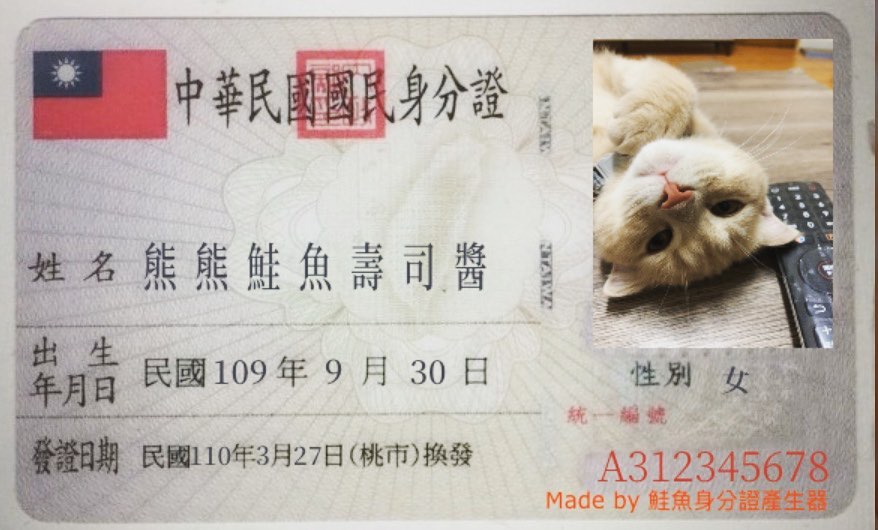 中華民國國民身分證
姓名 熊熊鮭魚壽司醬
出生年月日 民國109年9月30日
性別 女
統一編號
發證日期 民國110年3月27日(桃市)換發
A312345678
Made by 鮭魚身分證產生器